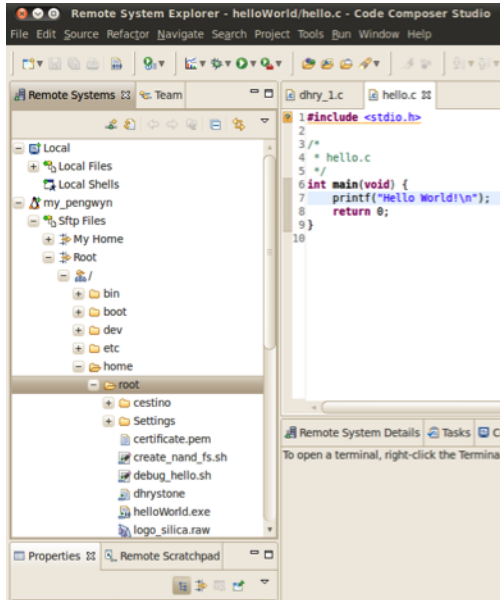 Remote System Explorer - helloWorld/hello.c - Code Composer Studio
File Edit Source Refactor Navigate Search Project Tools Run Window Help
Remote Systems Team
Local
Local Files
Local Shells
my_pengwyn
Sftp Files
My Home
Root
/
bin
boot
dev
etc
home
root
cestino
Settings
certificate.pem
create_nand_fs.sh
debug_hello.sh
dhrystone
helloWorld.exe
logo_silica.raw
Properties Remote Scratchpad
dhry_1.c hello.c
1 #include <stdio.h>
2
3 /*
4 * hello.c
5 */
6 int main(void) {
7 printf("Hello World!\n");
8 return 0;
9 }
10
Remote System Details Tasks C
To open a terminal, right-click the Termina